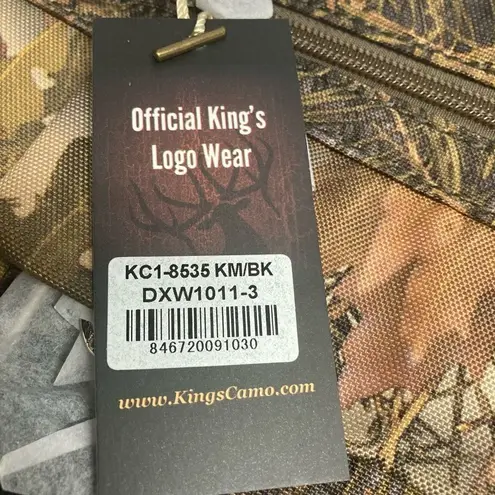 Official King's
Logo Wear
KC1-8535 KM/BK
DXW1011-3
846720091030
www.KingsCamo.com